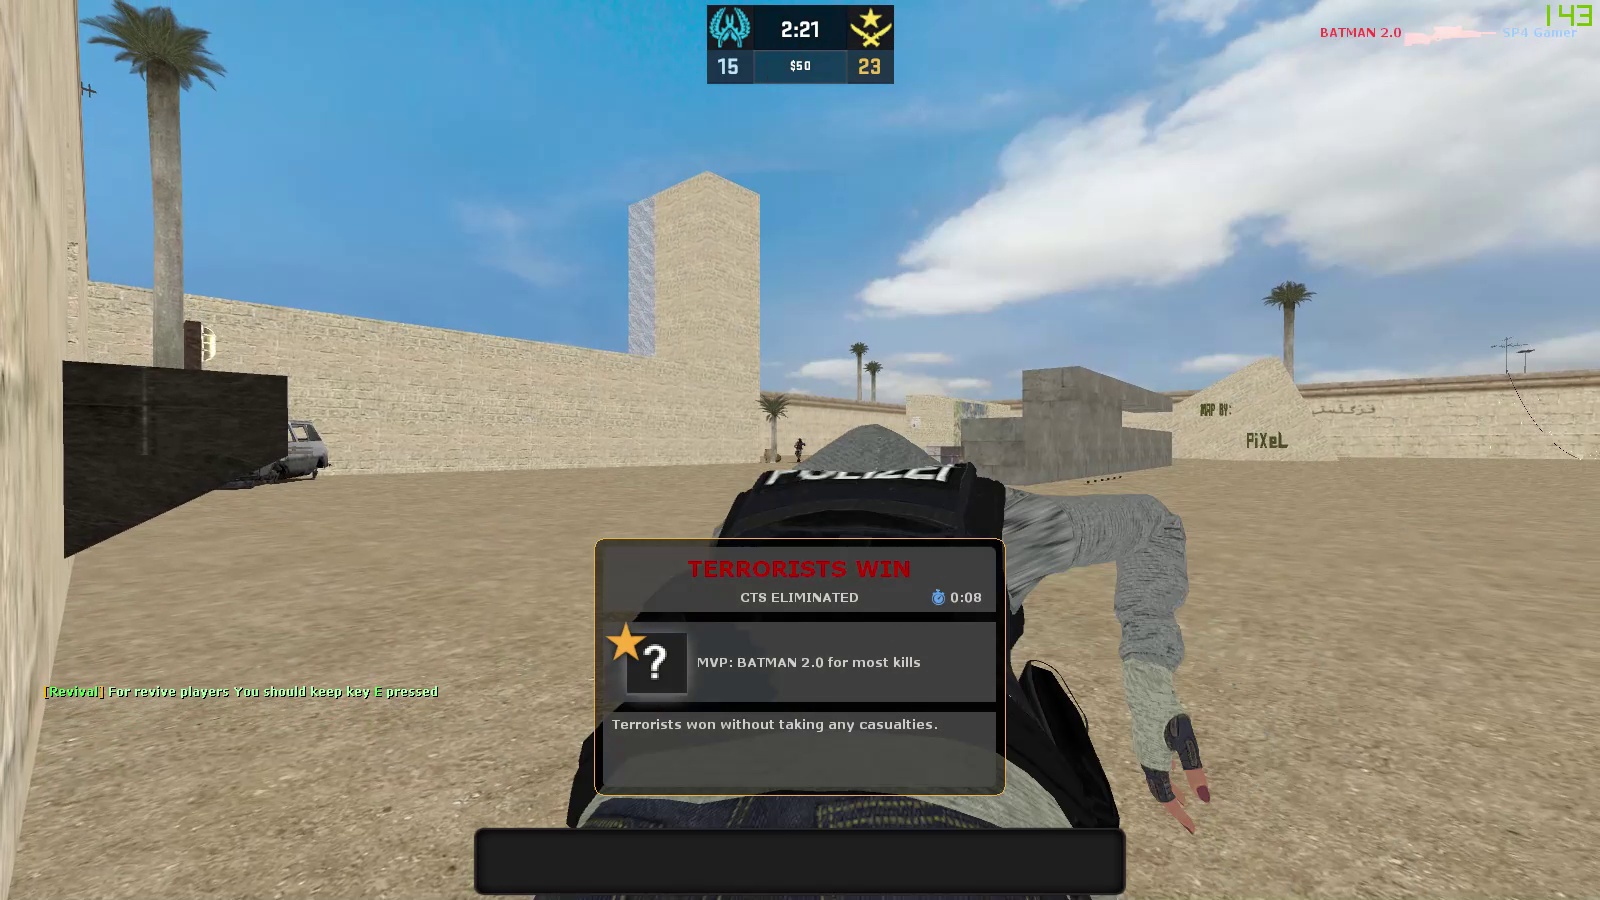 143
2:21
15 $50 23
BATMAN 2.0 SP4 Gamer
MAP BY:
PiXeL
POLIZEI
TERRORISTS WIN
CTS ELIMINATED 0:08
?
MVP: BATMAN 2.0 for most kills
[Revival] For revive players You should keep key E pressed
Terrorists won without taking any casualties.